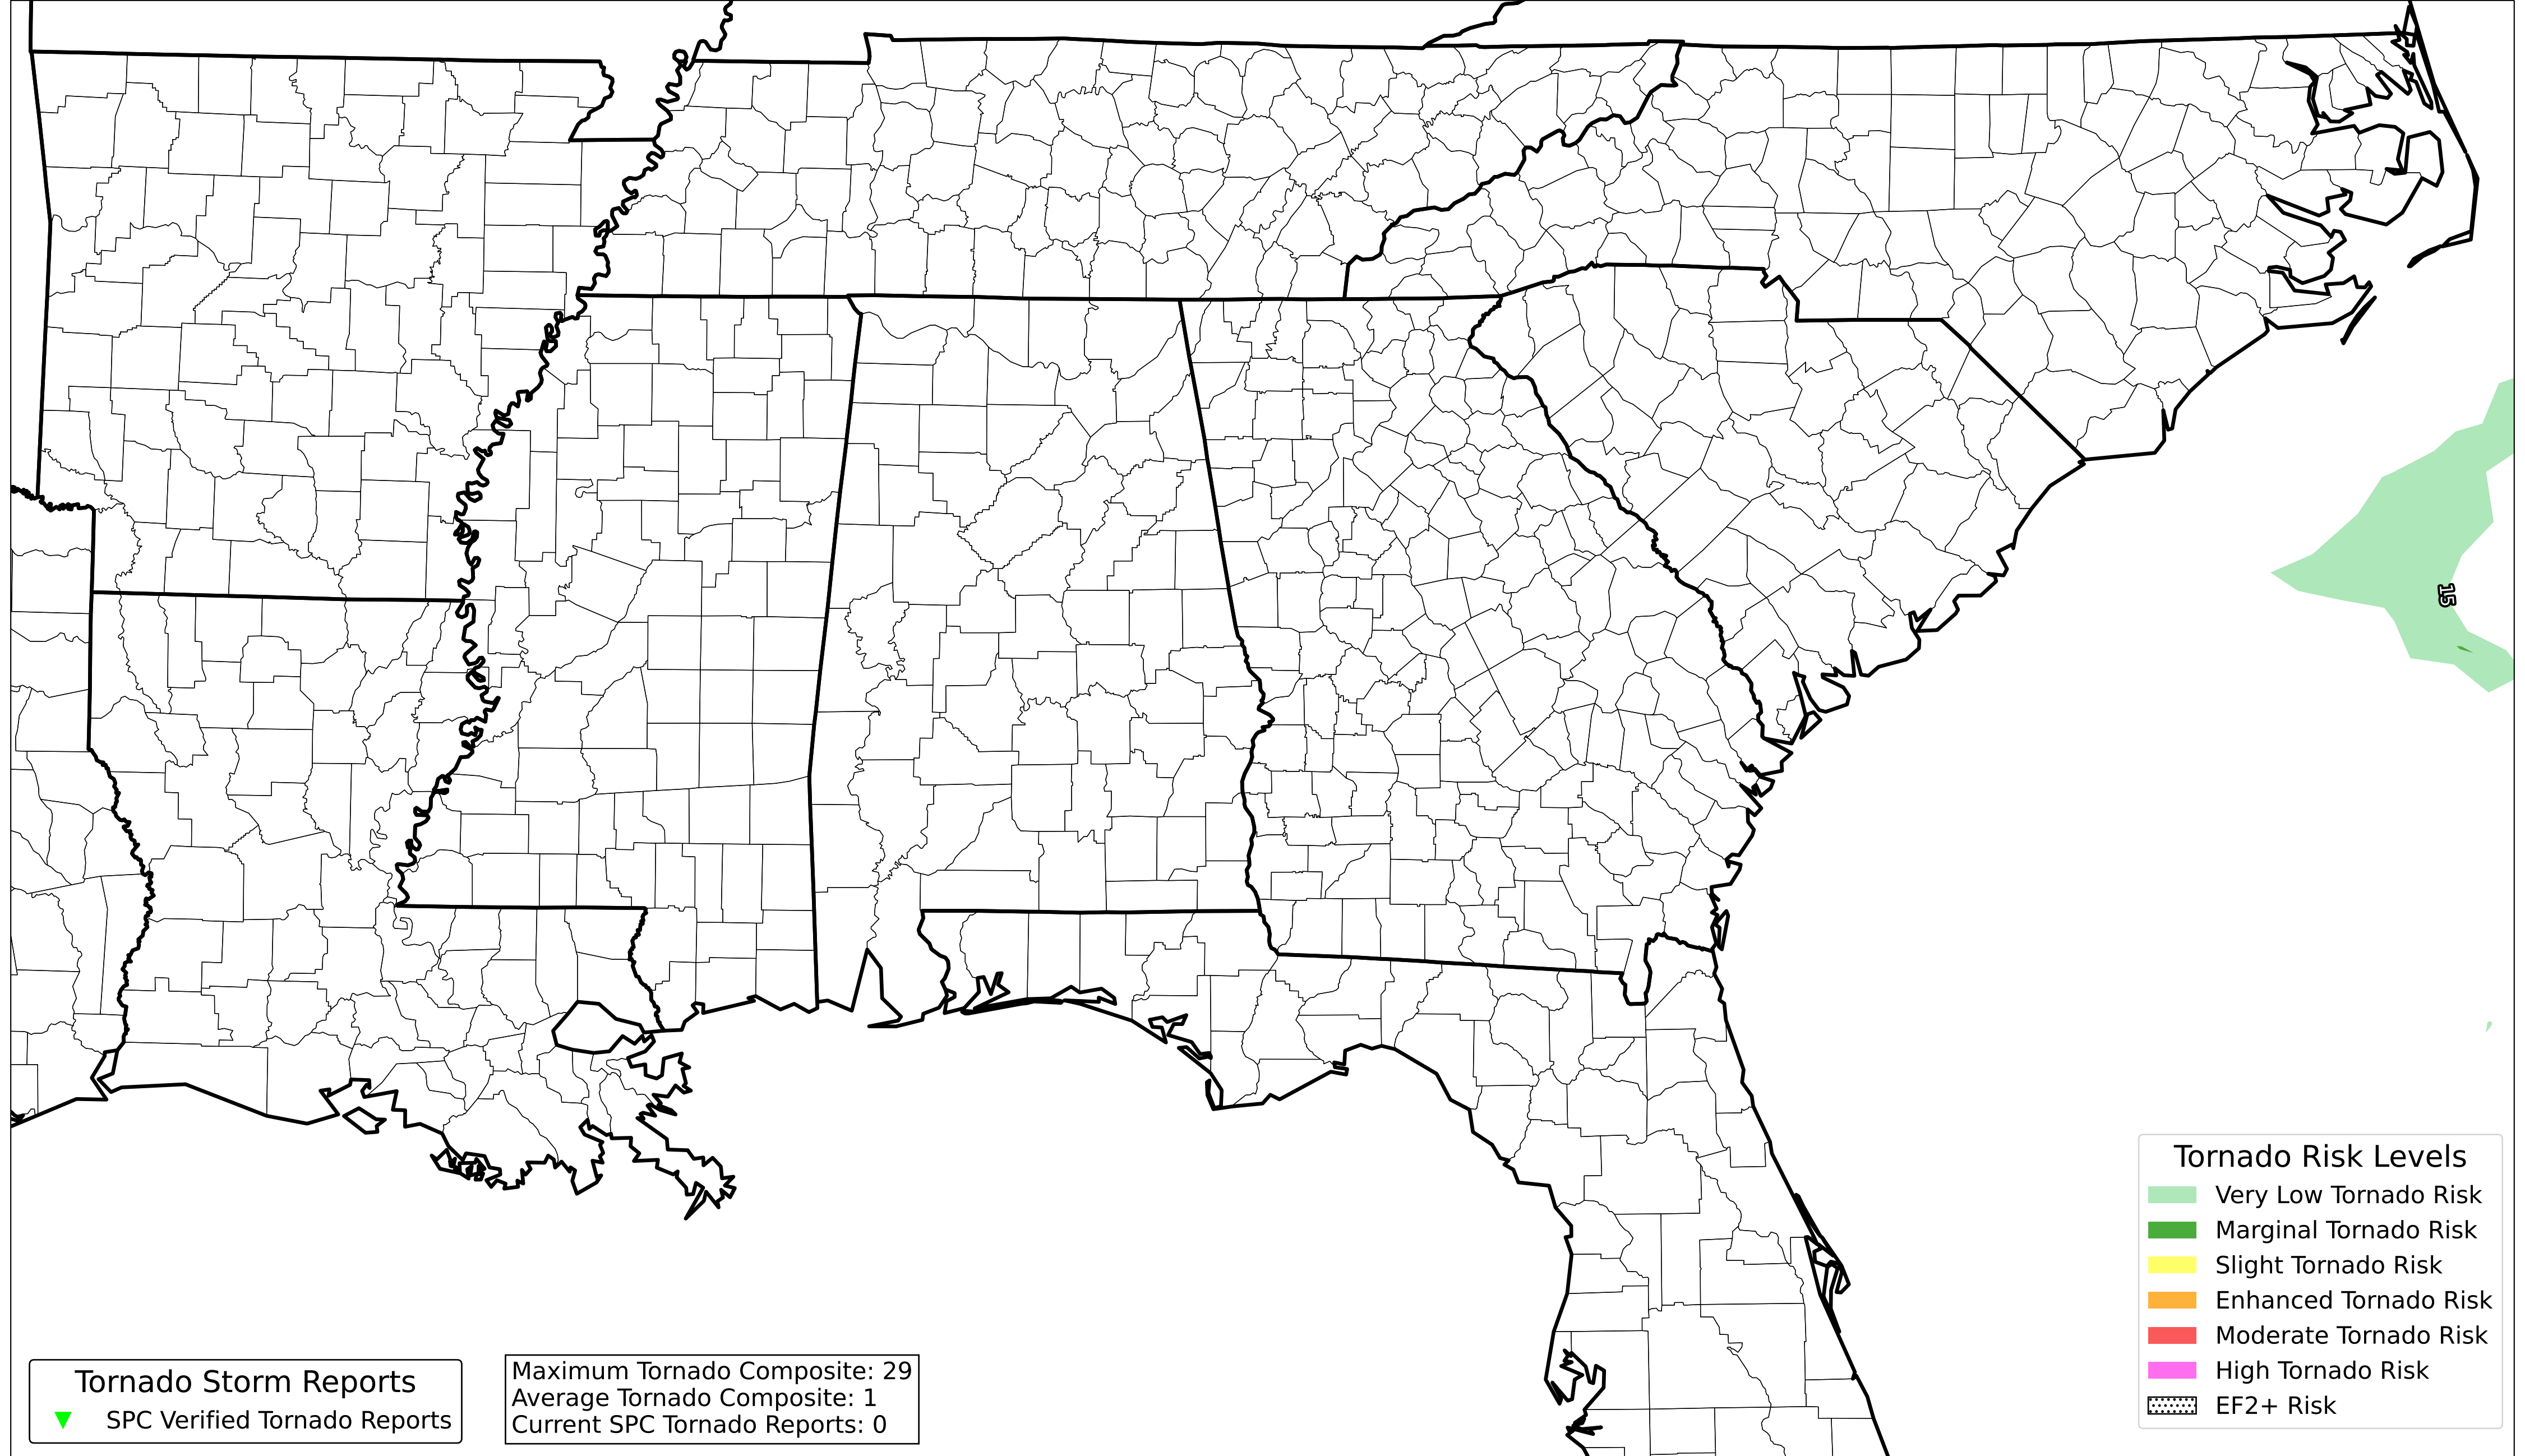 15
Tornado Risk Levels
Very Low Tornado Risk
Marginal Tornado Risk
Slight Tornado Risk
Enhanced Tornado Risk
Moderate Tornado Risk
High Tornado Risk
EF2+ Risk
Tornado Storm Reports
SPC Verified Tornado Reports
Maximum Tornado Composite: 29
Average Tornado Composite: 1
Current SPC Tornado Reports: 0